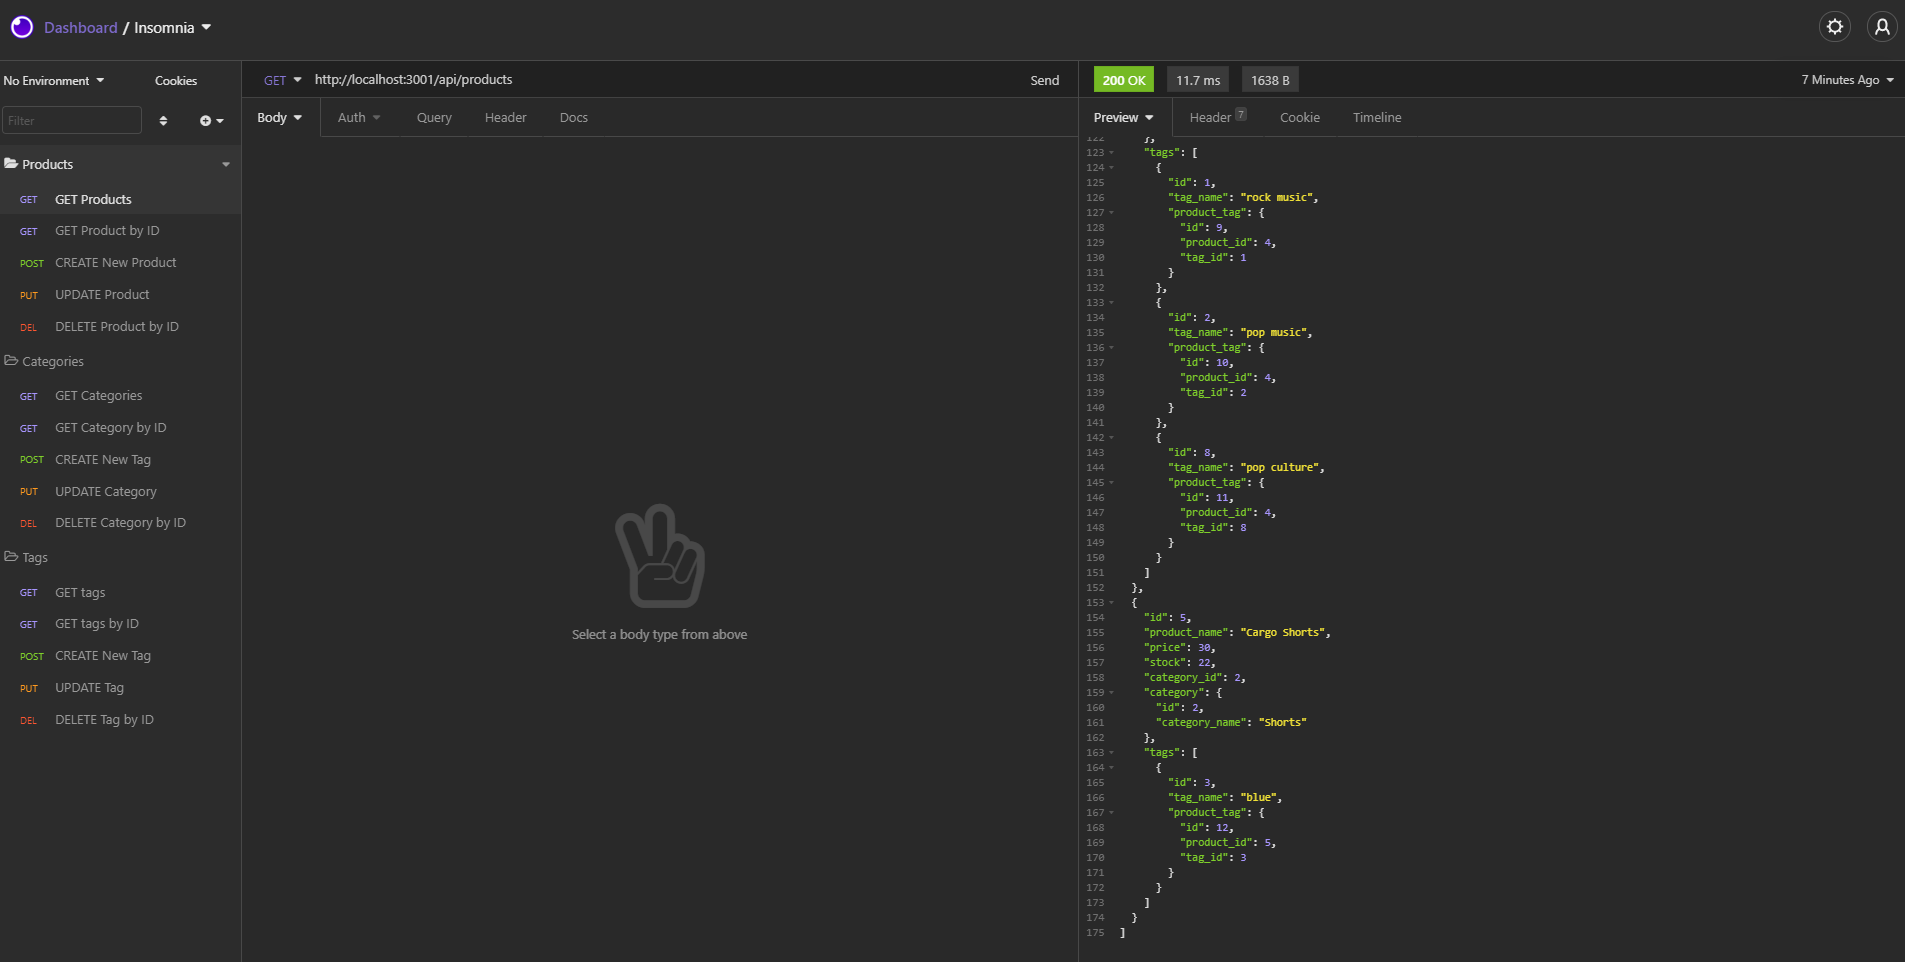 Dashboard / Insomnia
No Environment
Cookies
Filter
Products
GET GET Products
GET GET Product by ID
POST CREATE New Product
PUT UPDATE Product
DEL DELETE Product by ID
Categories
GET GET Categories
GET GET Category by ID
POST CREATE New Tag
PUT UPDATE Category
DEL DELETE Category by ID
Tags
GET GET tags
GET GET tags by ID
POST CREATE New Tag
PUT UPDATE Tag
DEL DELETE Tag by ID
GET http://localhost:3001/api/products Send
Body Auth Query Header Docs
Select a body type from above
200 OK 11.7 ms 1638 B 7 Minutes Ago
Preview Header 7 Cookie Timeline
122 },
123 "tags": [
124 {
125 "id": 1,
126 "tag_name": "rock music",
127 "product_tag": {
128 "id": 9,
129 "product_id": 4,
130 "tag_id": 1
131 }
132 },
133 {
134 "id": 2,
135 "tag_name": "pop music",
136 "product_tag": {
137 "id": 10,
138 "product_id": 4,
139 "tag_id": 2
140 }
141 },
142 {
143 "id": 8,
144 "tag_name": "pop culture",
145 "product_tag": {
146 "id": 11,
147 "product_id": 4,
148 "tag_id": 8
149 }
150 }
151 ]
152 },
153 {
154 "id": 5,
155 "product_name": "Cargo Shorts",
156 "price": 30,
157 "stock": 22,
158 "category_id": 2,
159 "category": {
160 "id": 2,
161 "category_name": "Shorts"
162 },
163 "tags": [
164 {
165 "id": 3,
166 "tag_name": "blue",
167 "product_tag": {
168 "id": 12,
169 "product_id": 5,
170 "tag_id": 3
171 }
172 }
173 ]
174 }
175 ]